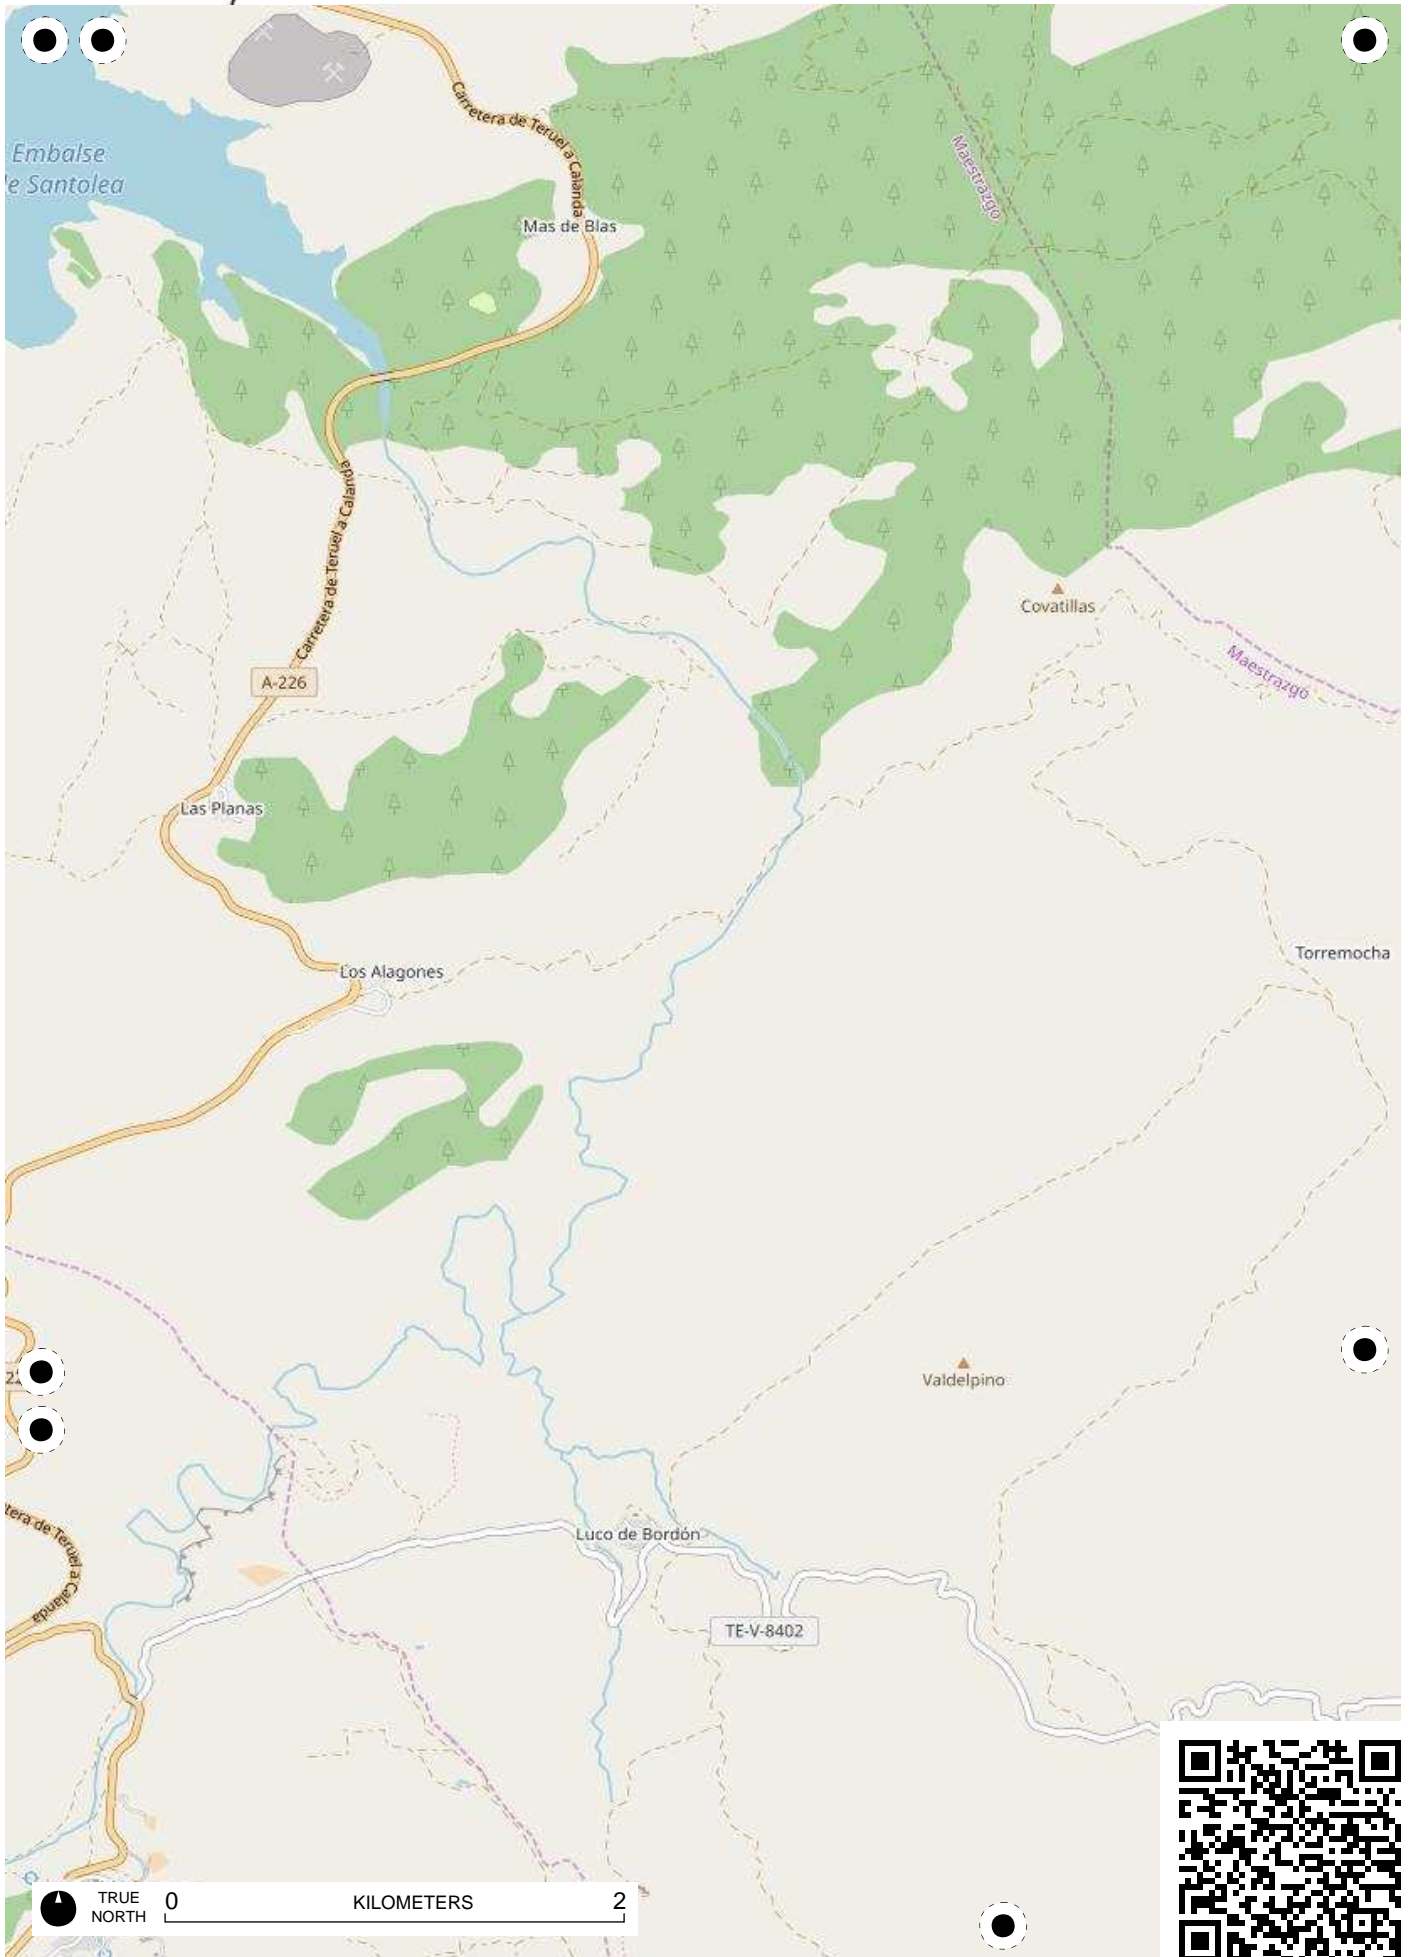 Carretera de Teruel a Calanda
Embalse
de Santolea
Maestrazgo
Mas de Blas
Carretera de Teruel a Calanda
Covatillas
Maestrazgo
A-226
Las Planas
Torremocha
Los Alagones
Valdelpino
Luco de Bordón
tera de Teruel a Calanda
TE-V-8402
TRUE
NORTH
0 KILOMETERS 2